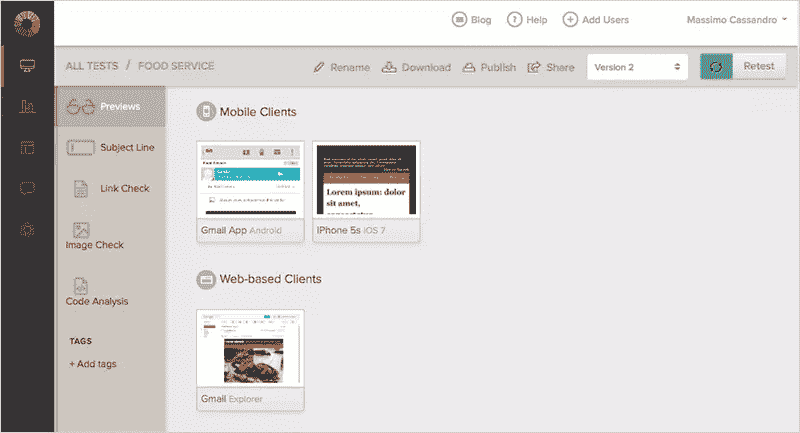 Blog
Help
Add Users
Massimo Cassandro
ALL TESTS / FOOD SERVICE
Rename
Download
Publish
Share
Version 2
Retest
Previews
Subject Line
Link Check
Image Check
Code Analysis
TAGS
+ Add tags
Mobile Clients
Lorem ipsum: dolor
sit amet,
Gmail App Android
iPhone 5s iOS 7
Web-based Clients
Gmail Explorer